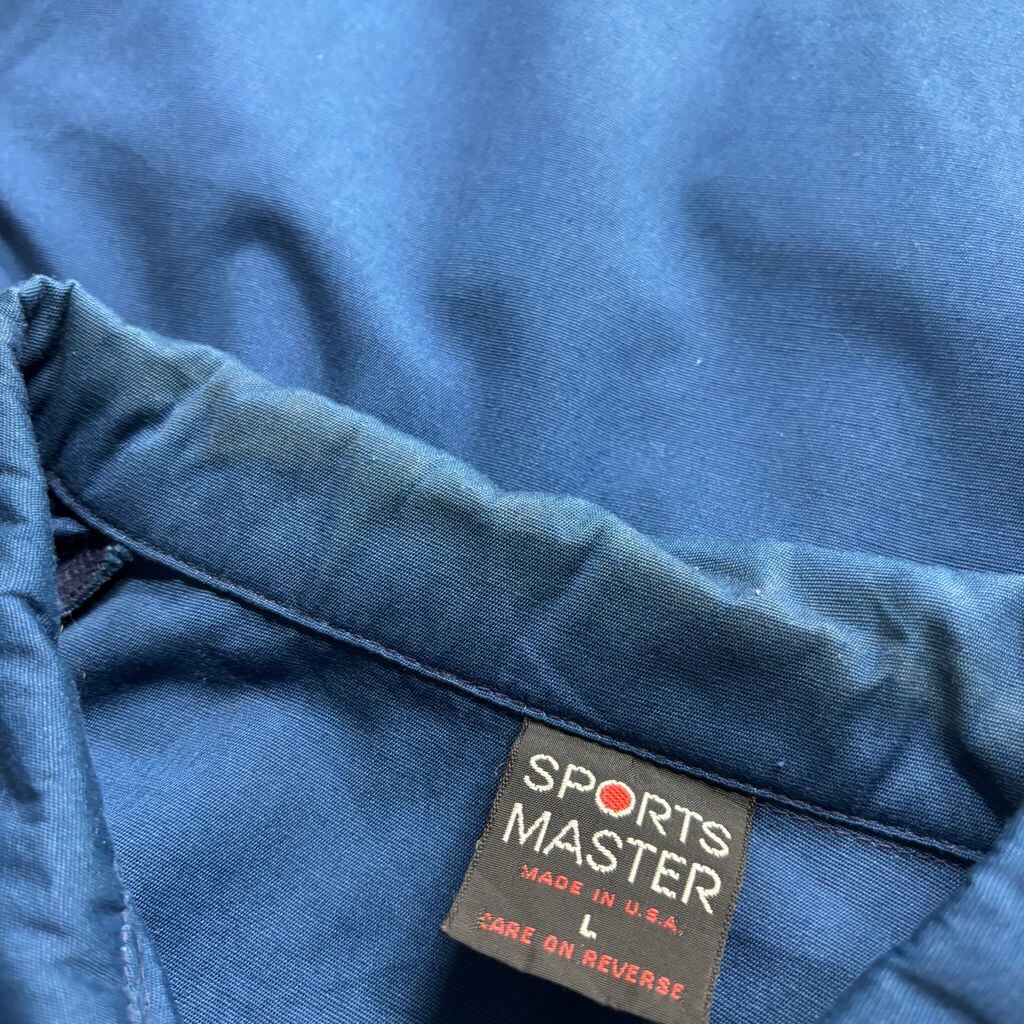 SPORTS
MASTER
MADE IN U.S.A.
L
CARE ON REVERSE